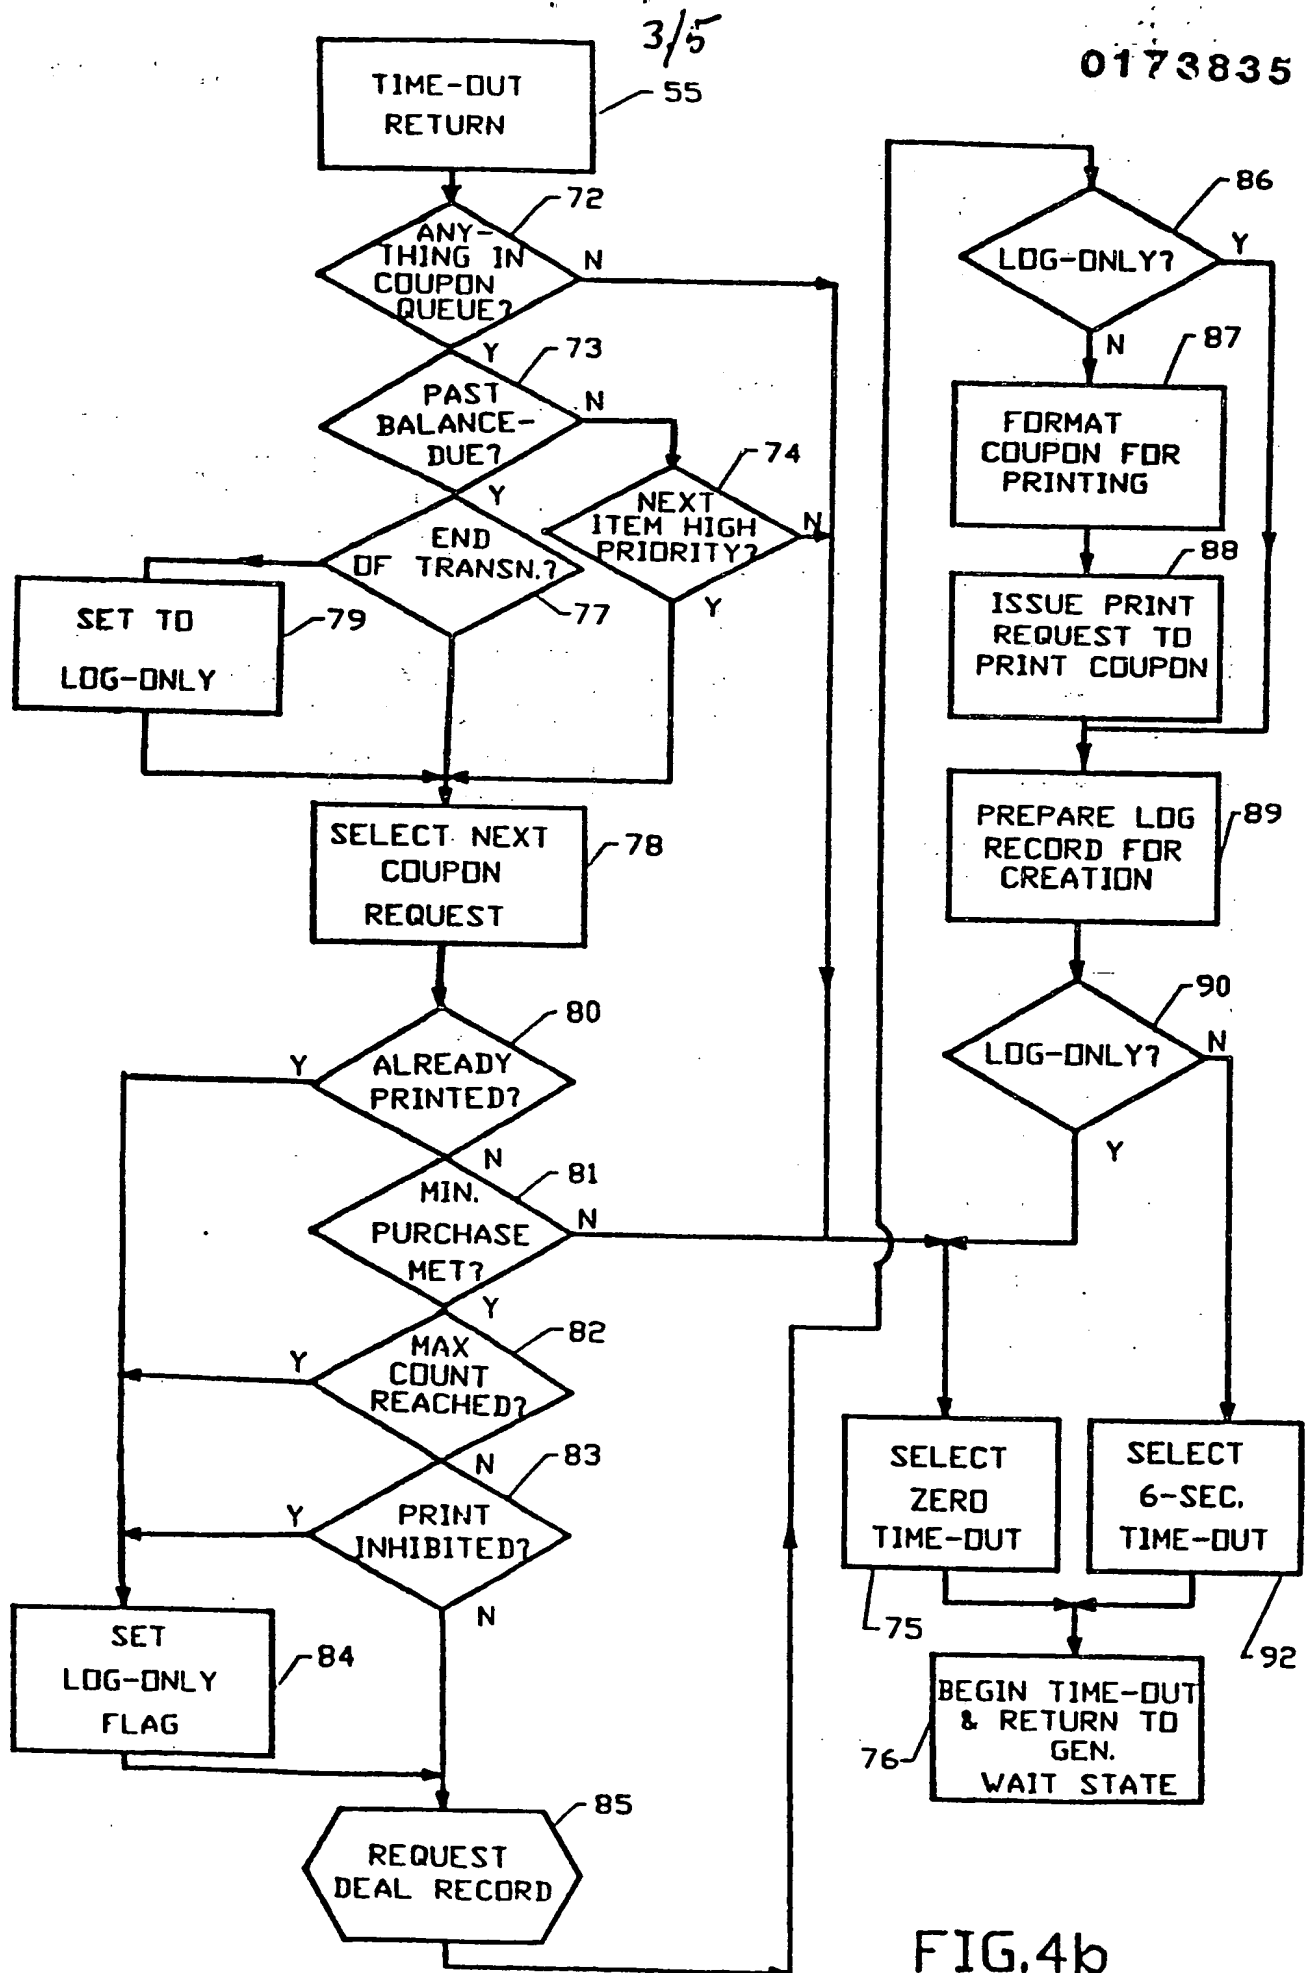 3/5
0173835
TIME-OUT
RETURN
55
72
ANY-
THING IN
COUPON
QUEUE?
N
Y
73
PAST
BALANCE-
DUE?
N
Y
74
NEXT
ITEM HIGH
PRIORITY?
N
Y
END
OF TRANSN.?
77
SET TO
LOG-ONLY
79
SELECT NEXT
COUPON
REQUEST
78
80
ALREADY
PRINTED?
Y
N
81
MIN.
PURCHASE
MET?
N
Y
82
MAX
COUNT
REACHED?
Y
N
83
PRINT
INHIBITED?
Y
N
SET
LOG-ONLY
FLAG
84
85
REQUEST
DEAL RECORD
86
LOG-ONLY?
Y
N
87
FORMAT
COUPON FOR
PRINTING
88
ISSUE PRINT
REQUEST TO
PRINT COUPON
PREPARE LOG
RECORD FOR
CREATION
89
90
LOG-ONLY?
N
Y
SELECT
ZERO
TIME-OUT
75
SELECT
6-SEC.
TIME-OUT
92
BEGIN TIME-OUT
& RETURN TO
GEN.
WAIT STATE
76
FIG.4b